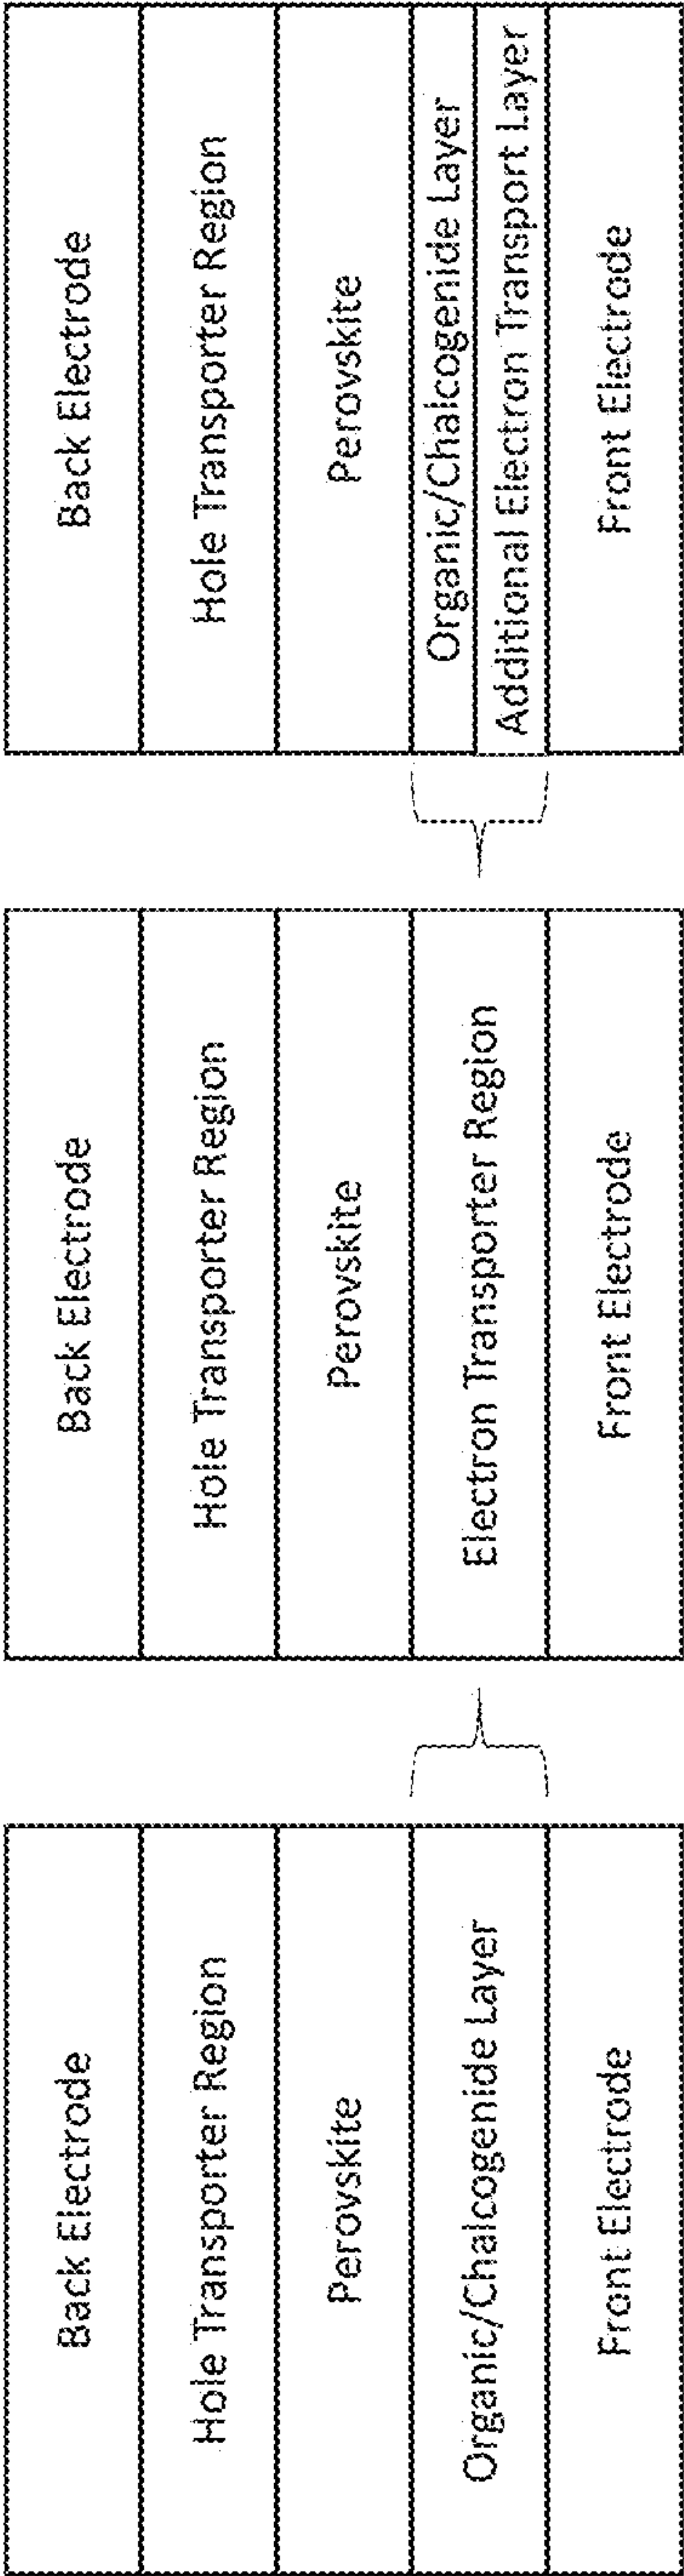 Back Electrode
Hole Transporter Region
Perovskite
Organic/Chalcogenide Layer
Front Electrode
Back Electrode
Hole Transporter Region
Perovskite
Electron Transporter Region
Front Electrode
Back Electrode
Hole Transporter Region
Perovskite
Organic/Chalcogenide Layer
Additional Electron Transport Layer
Front Electrode